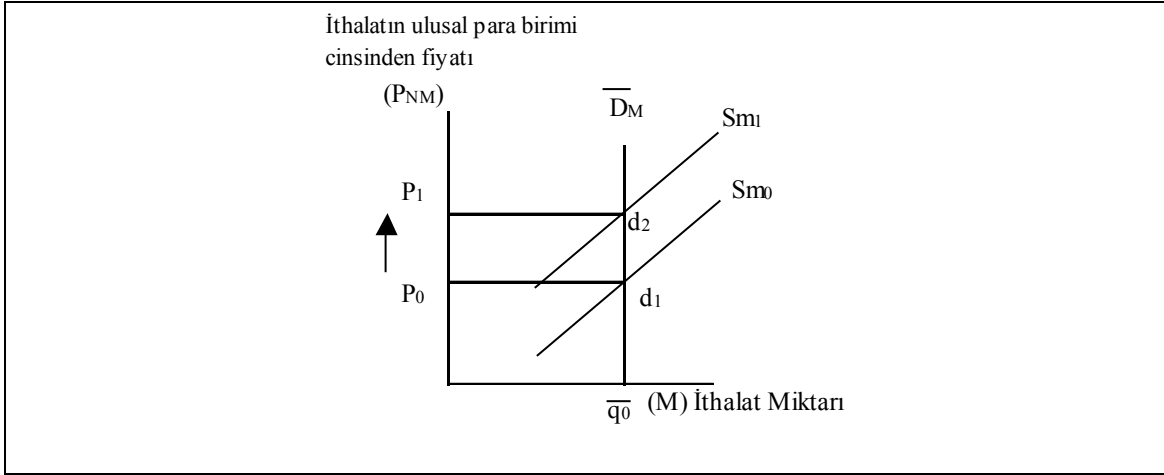 İthalatın ulusal para birimi
cinsinden fiyatı
(PNM)
DM
Sm1
P1
Sm0
d2
P0
d1
q0 (M) İthalat Miktarı